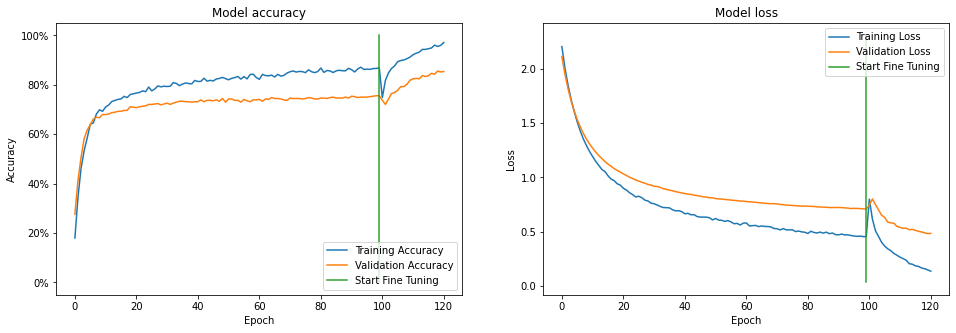 Model accuracy
100%
80%
60%
40%
20%
0%
Accuracy
0
20
40
60
80
100
120
Epoch
Training Accuracy
Validation Accuracy
Start Fine Tuning
Model loss
2.0
1.5
1.0
0.5
0.0
Loss
0
20
40
60
80
100
120
Epoch
Training Loss
Validation Loss
Start Fine Tuning